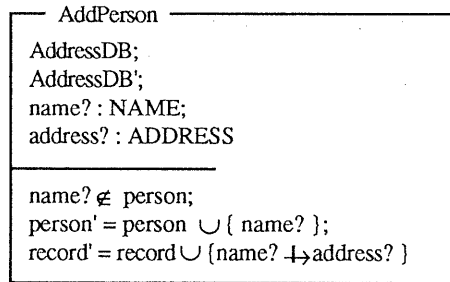 AddPerson
AddressDB;
AddressDB';
name? : NAME;
address? : ADDRESS
name? ∉ person;
person' = person ∪ { name? };
record' = record ∪ {name? ⇸ address? }